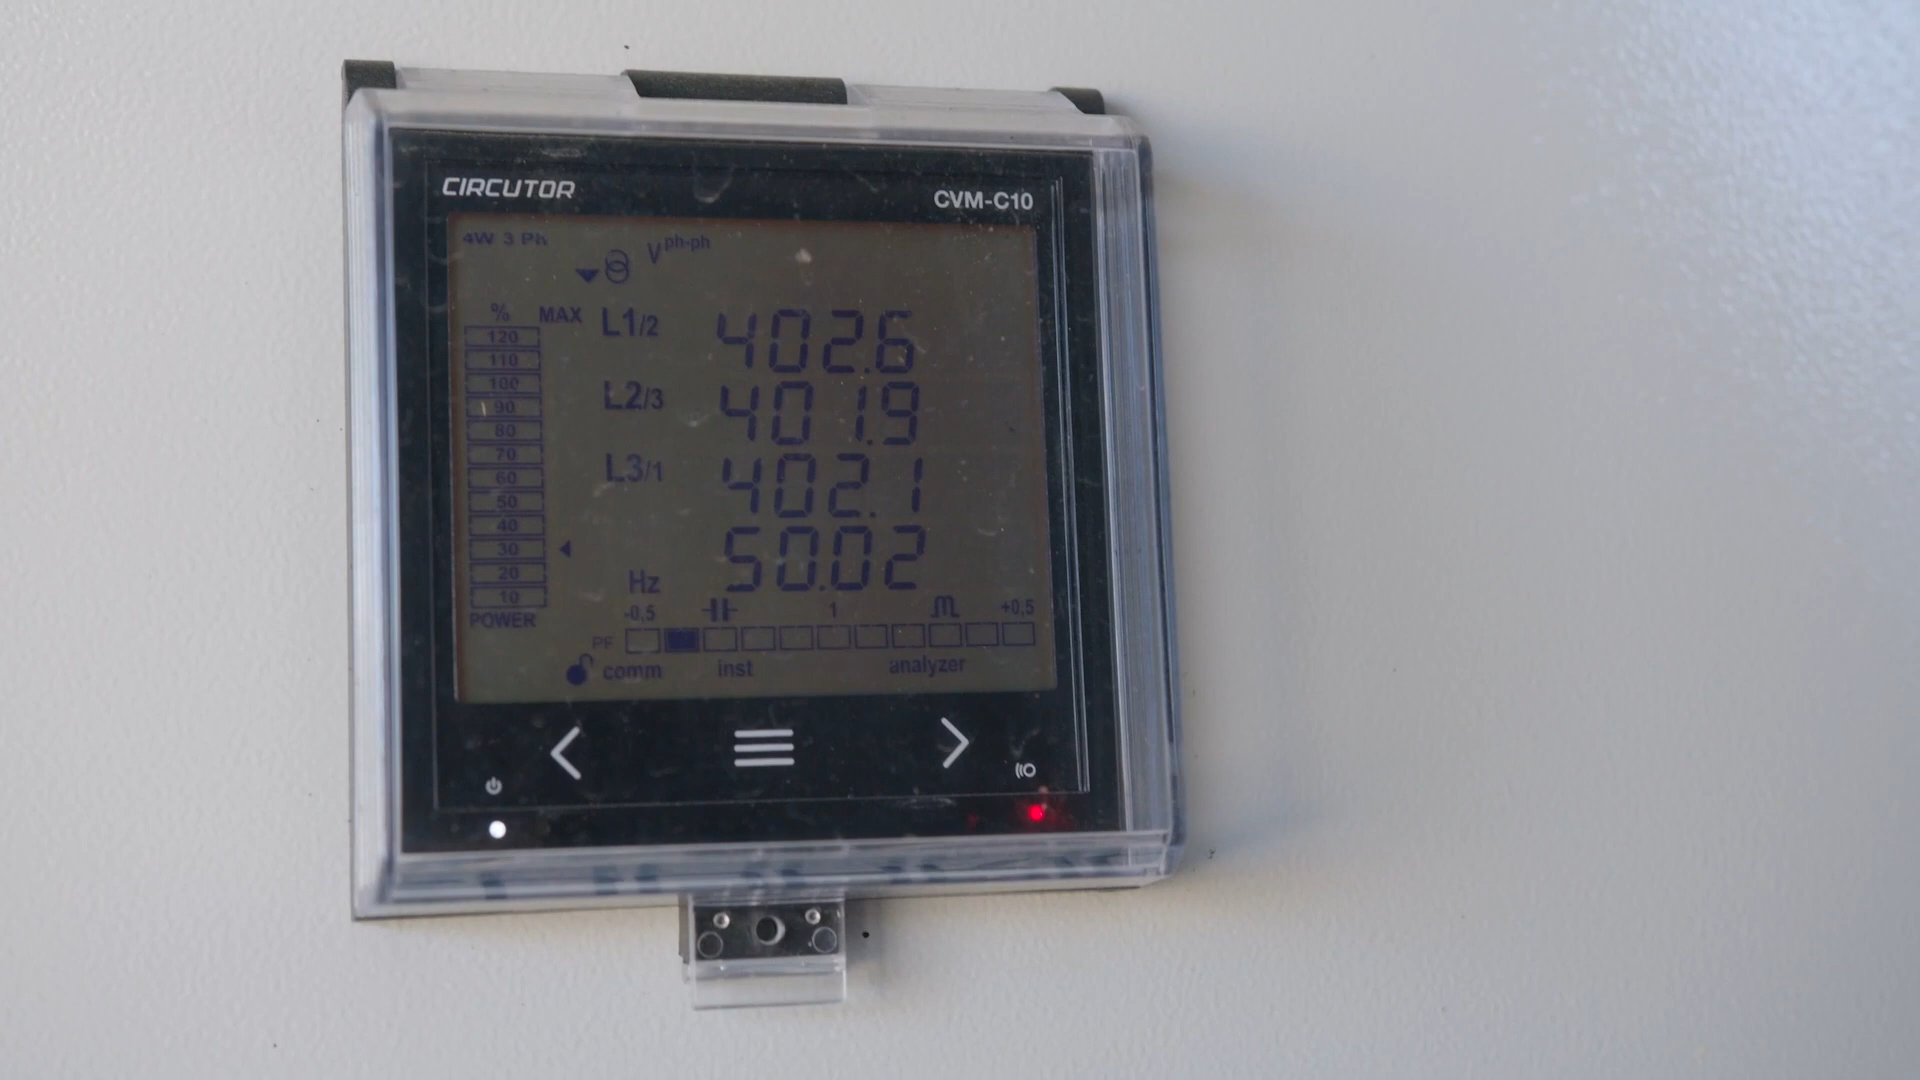 CIRCUTOR CVM-C10
4W 3 Ph
V ph-ph
% MAX L1/2 402.6
120
110
100
L2/3 401.9
90
80
70
L3/1 402.1
60
50
40
30
50.02
20
Hz
10
POWER -0,5 1 +0,5
PF
comm inst analyzer